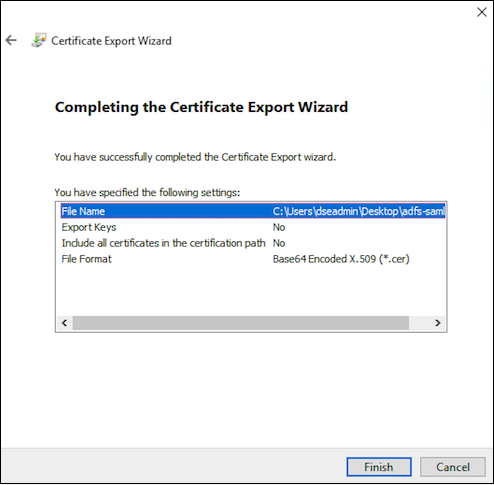 Certificate Export Wizard
Completing the Certificate Export Wizard
You have successfully completed the Certificate Export wizard.
You have specified the following settings:
File Name C:\Users\dseadmin\Desktop\adfs-saml
Export Keys No
Include all certificates in the certification path No
File Format Base64 Encoded X.509 (*.cer)
Finish Cancel